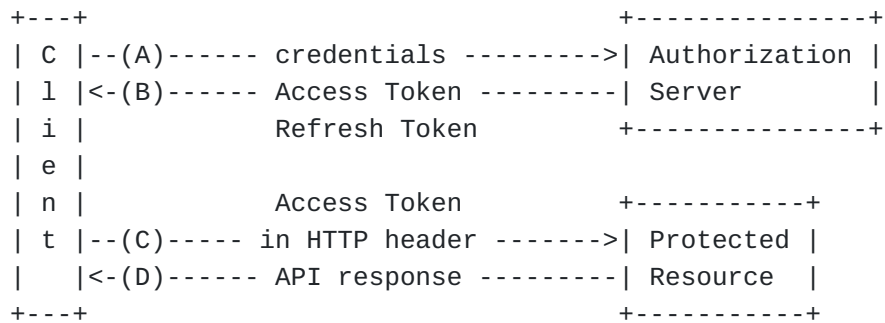 +---+                                  +---------------+
| C |--(A)------ credentials --------->| Authorization |
| l |<-(B)------ Access Token ---------| Server        |
| i |            Refresh Token         +---------------+
| e |
| n |            Access Token          +-----------+
| t |--(C)----- in HTTP header ------->| Protected |
|   |<-(D)------ API response ---------| Resource  |
+---+                                  +-----------+